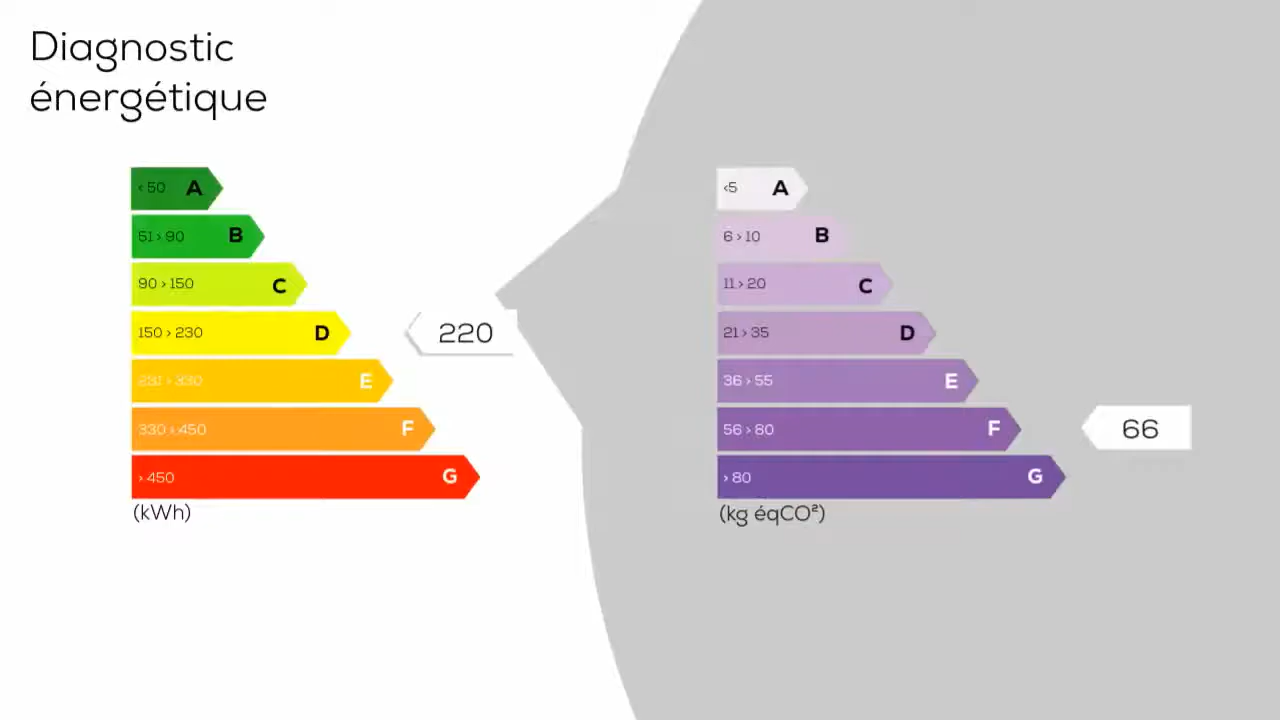 Diagnostic
énergétique
< 50 A
51 > 90 B
90 > 150 C
150 > 230 D
220
231 > 330 E
330 > 450 F
> 450 G
(kWh)
<5 A
6 > 10 B
11 > 20 C
21 > 35 D
36 > 55 E
56 > 80 F
66
> 80 G
(kg éqCO²)